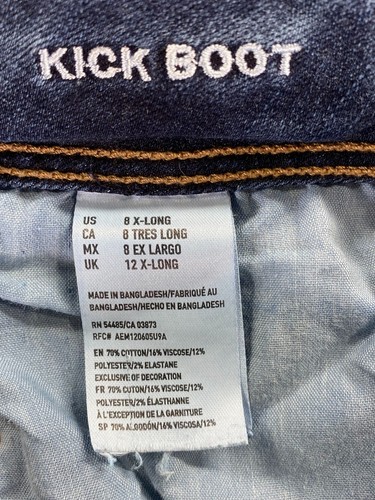 KICK BOOT
US 8 X-LONG
CA 8 TRES LONG
MX 8 EX LARGO
UK 12 X-LONG
MADE IN BANGLADESH/FABRIQUÉ AU
BANGLADESH/HECHO EN BANGLADESH
RN 54485/CA 03873
RFC# AEM120605U9A
EN 70% COTTON/16% VISCOSE/12%
POLYESTER/2% ELASTANE
EXCLUSIVE OF DECORATION
FR 70% COTON/16% VISCOSE/12%
POLYESTER/2% ÉLASTHANNE
À L'EXCEPTION DE LA GARNITURE
SP 70% ALGODÓN/16% VISCOSA/12%